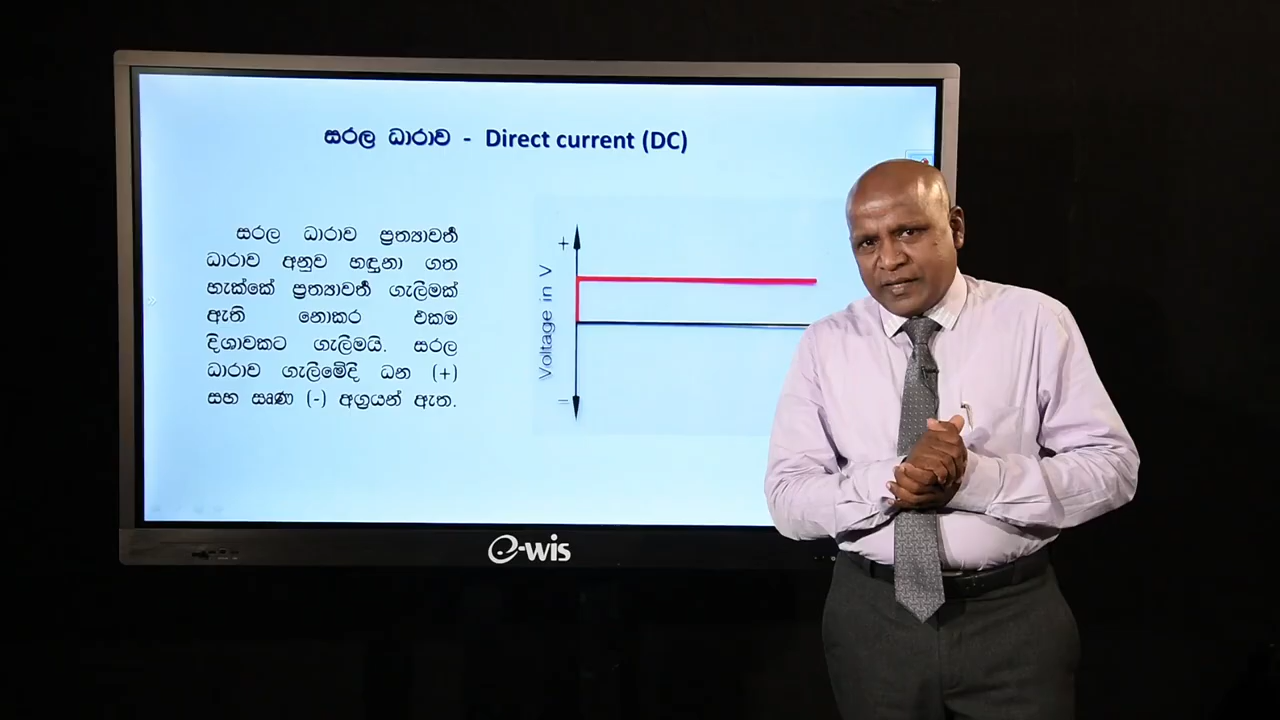 සරල ධාරාව - Direct current (DC)
සරල ධාරාව ප්‍රත්‍යාවර්ත
ධාරාව අනුව හඳුනා ගත
හැක්කේ ප්‍රත්‍යාවර්ත ගැලීමක්
ඇති නොකර එකම
දිශාවකට ගැලීමයි. සරල
ධාරාව ගැලීමේදි ධන (+)
සහ සෘණ (-) අග්‍රයන් ඇත.
+
Voltage in V
-
e-wis